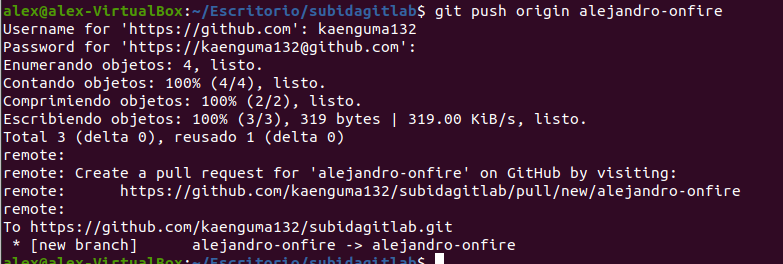 alex@alex-VirtualBox:~/Escritorio/subidagitlab$ git push origin alejandro-onfire
Username for 'https://github.com': kaenguma132
Password for 'https://kaenguma132@github.com':
Enumerando objetos: 4, listo.
Contando objetos: 100% (4/4), listo.
Comprimiendo objetos: 100% (2/2), listo.
Escribiendo objetos: 100% (3/3), 319 bytes | 319.00 KiB/s, listo.
Total 3 (delta 0), reusado 1 (delta 0)
remote:
remote: Create a pull request for 'alejandro-onfire' on GitHub by visiting:
remote:      https://github.com/kaenguma132/subidagitlab/pull/new/alejandro-onfire
remote:
To https://github.com/kaenguma132/subidagitlab.git
 * [new branch]      alejandro-onfire -> alejandro-onfire
alex@alex-VirtualBox:~/Escritorio/subidagitlab$